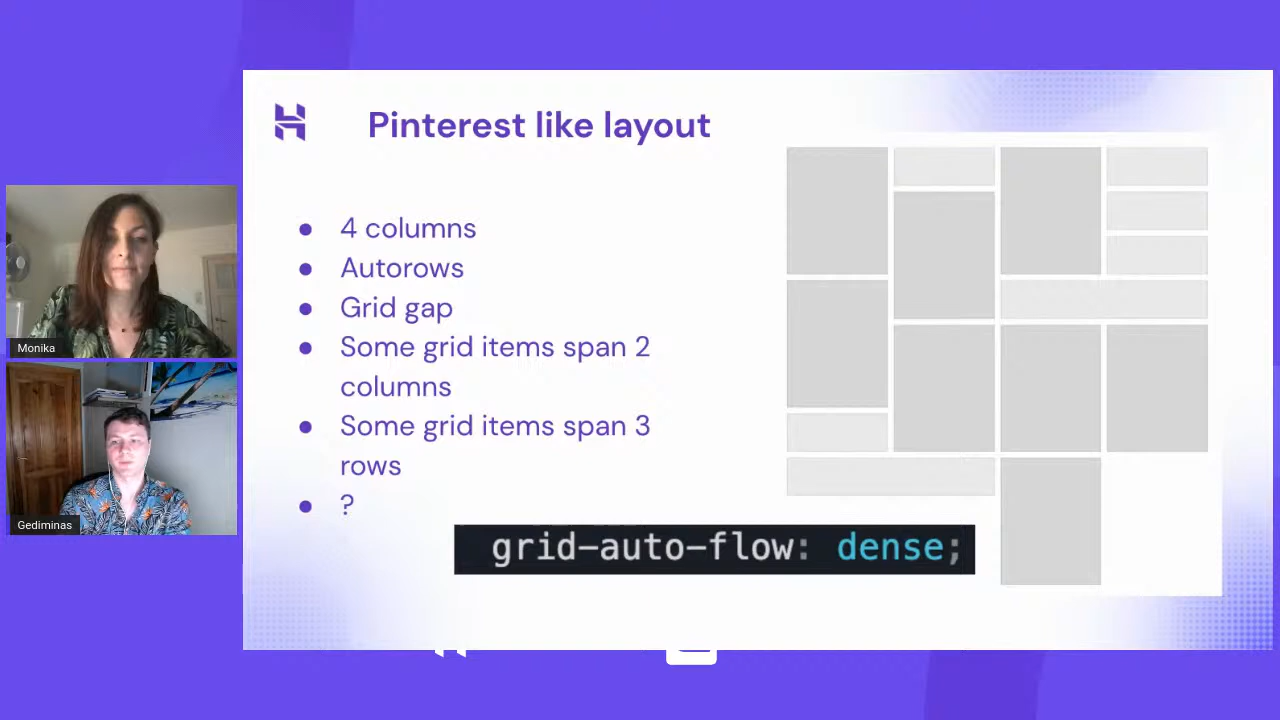 Pinterest like layout
● 4 columns
● Autorows
● Grid gap
● Some grid items span 2
columns
● Some grid items span 3
rows
● ?
grid-auto-flow: dense;
Monika
Gediminas